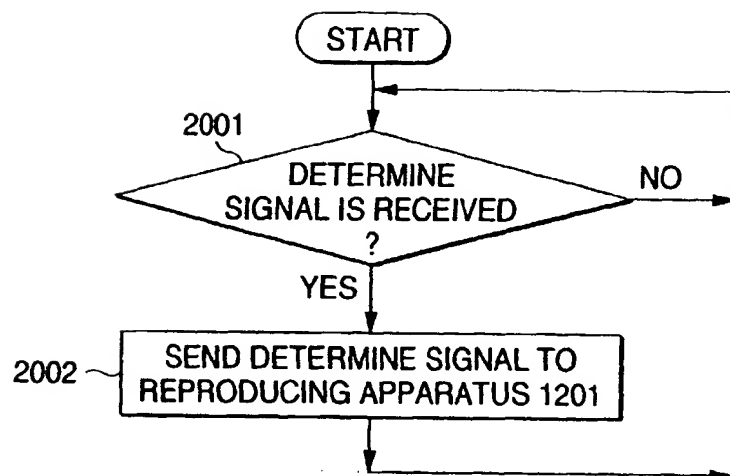 START
2001
DETERMINE
SIGNAL IS RECEIVED
?
NO
YES
2002
SEND DETERMINE SIGNAL TO
REPRODUCING APPARATUS 1201